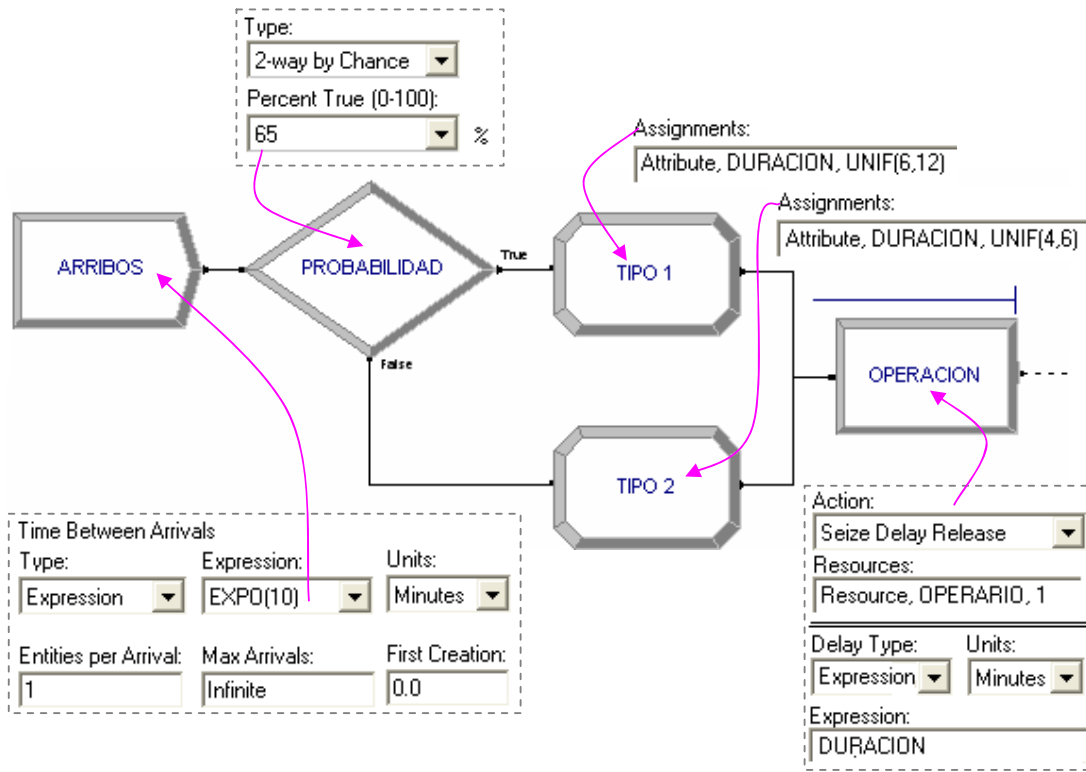 Type:
2-way by Chance
Percent True (0-100):
65 %
Assignments:
Attribute, DURACION, UNIF(6,12)
Assignments:
Attribute, DURACION, UNIF(4,6)
ARRIBOS
PROBABILIDAD
True
False
TIPO 1
TIPO 2
OPERACION
Time Between Arrivals
Type: Expression: Units:
Expression EXPO(10) Minutes
Entities per Arrival: Max Arrivals: First Creation:
1 Infinite 0.0
Action:
Seize Delay Release
Resources:
Resource, OPERARIO, 1
Delay Type: Units:
Expression Minutes
Expression:
DURACION